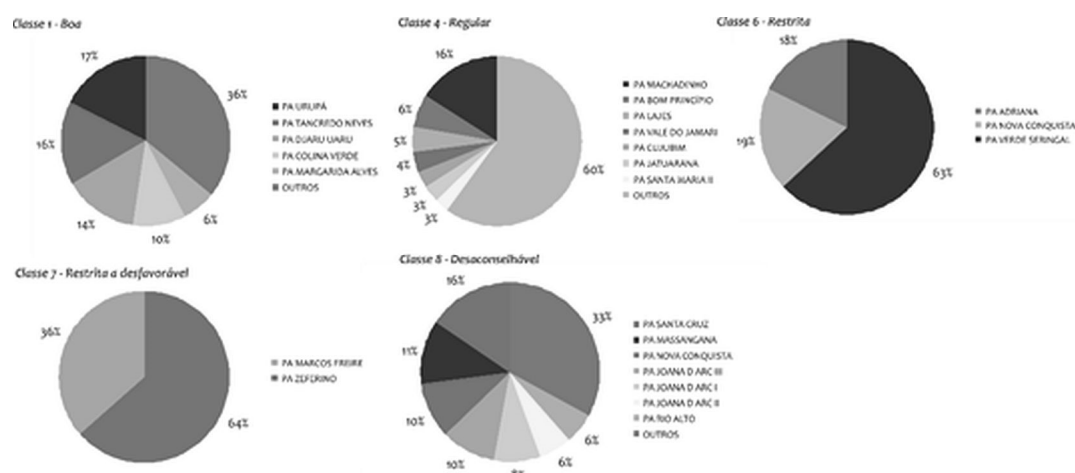 Classe 1 - Boa
17%
36%
16%
14%
10%
6%
PA URUPÁ
PA TANCREDO NEVES
PA DJARU UARU
PA COLINA VERDE
PA MARGARIDA ALVES
OUTROS
Classe 4 - Regular
16%
6%
5%
4%
3%
3%
3%
60%
PA MACHADINHO
PA BOM PRINCÍPIO
PA LAJES
PA VALE DO JAMARI
PA CUJUBIM
PA JATUARANA
PA SANTA MARIA II
OUTROS
Classe 6 - Restrita
18%
19%
63%
PA ADRIANA
PA NOVA CONQUISTA
PA VERDE SERINGAL
Classe 7 - Restrita a desfavorável
36%
64%
PA MARCOS FREIRE
PA ZEFERINO
Classe 8 - Desaconselhável
16%
33%
11%
10%
10%
6%
6%
PA SANTA CRUZ
PA MASSANGANA
PA NOVA CONQUISTA
PA JOANA D ARC III
PA JOANA D ARC I
PA JOANA D ARC II
PA RIO ALTO
OUTROS